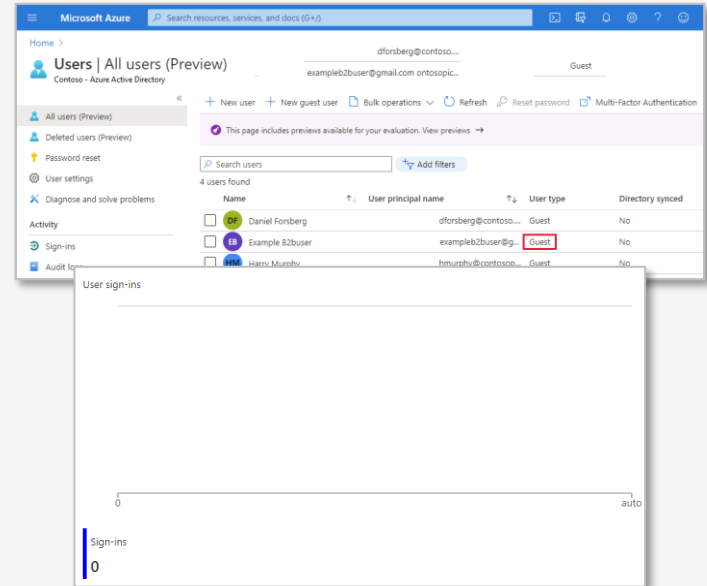 Microsoft Azure
Search resources, services, and docs (G+/)
Home >
Users | All users (Preview)
Contoso - Azure Active Directory
dforsberg@contoso....
exampleb2buser@gmail.com ontosopic...
Guest
«
+ New user + New guest user Bulk operations Refresh Reset password Multi-Factor Authentication
All users (Preview)
Deleted users (Preview)
Password reset
User settings
Diagnose and solve problems
Activity
Sign-ins
Audit logs
This page includes previews available for your evaluation. View previews →
Search users
Add filters
4 users found
Name ↑↓ User principal name ↑↓ User type Directory synced
DF Daniel Forsberg dforsberg@contoso.... Guest No
EB Example B2buser exampleb2buser@g... Guest No
HM Harry Murphy hmurphy@contosop... Guest No
User sign-ins
0 auto
Sign-ins
0